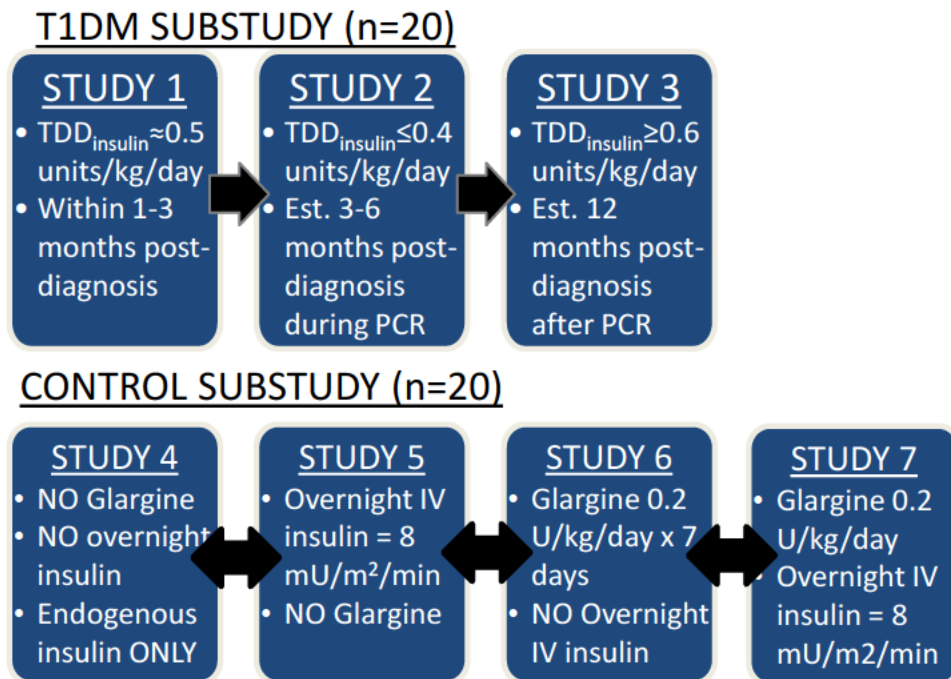 T1DM SUBSTUDY (n=20)
STUDY 1
• TDDinsulin≈0.5
units/kg/day
• Within 1-3
months post-
diagnosis
STUDY 2
• TDDinsulin≤0.4
units/kg/day
• Est. 3-6
months post-
diagnosis
during PCR
STUDY 3
• TDDinsulin≥0.6
units/kg/day
• Est. 12
months post-
diagnosis
after PCR
CONTROL SUBSTUDY (n=20)
STUDY 4
• NO Glargine
• NO overnight
insulin
• Endogenous
insulin ONLY
STUDY 5
• Overnight IV
insulin = 8
mU/m²/min
• NO Glargine
STUDY 6
• Glargine 0.2
U/kg/day x 7
days
• NO Overnight
IV insulin
STUDY 7
• Glargine 0.2
U/kg/day
• Overnight IV
insulin = 8
mU/m2/min